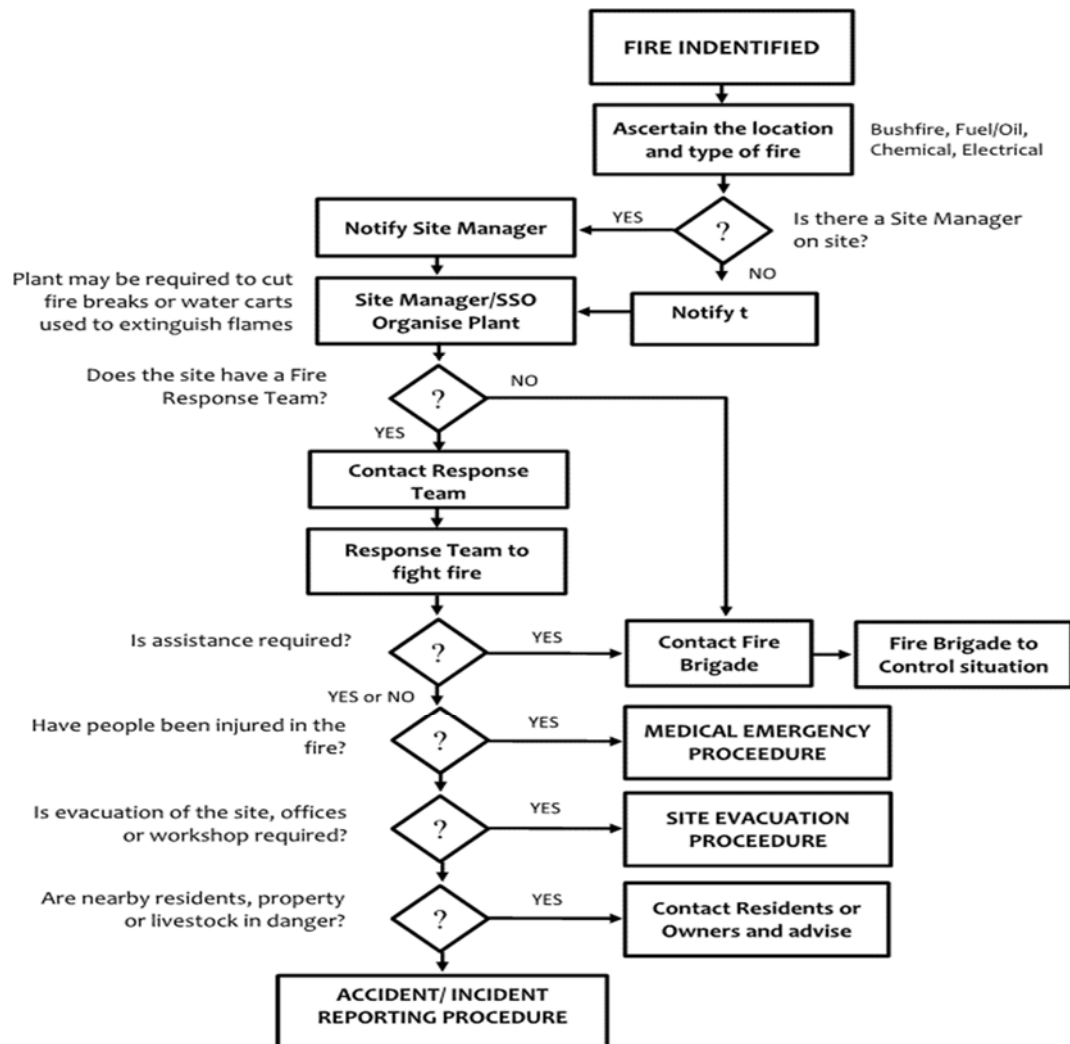 FIRE INDENTIFIED
Ascertain the location
and type of fire
Bushfire, Fuel/Oil,
Chemical, Electrical
?
Is there a Site Manager
on site?
YES
Notify Site Manager
NO
Notify t
Plant may be required to cut
fire breaks or water carts
used to extinguish flames
Site Manager/SSO
Organise Plant
Does the site have a Fire
Response Team?
?
NO
YES
Contact Response
Team
Response Team to
fight fire
Is assistance required?
?
YES
Contact Fire
Brigade
Fire Brigade to
Control situation
YES or NO
Have people been injured in the
fire?
?
YES
MEDICAL EMERGENCY
PROCEEDURE
Is evacuation of the site, offices
or workshop required?
?
YES
SITE EVACUATION
PROCEEDURE
Are nearby residents, property
or livestock in danger?
?
YES
Contact Residents or
Owners and advise
ACCIDENT/ INCIDENT
REPORTING PROCEDURE